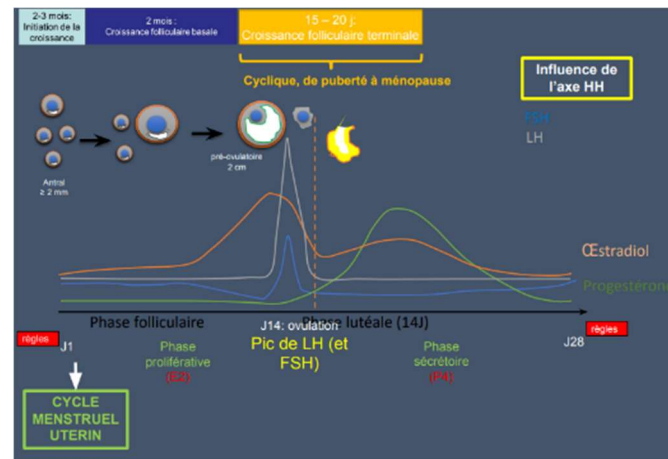 2-3 mois:
Initiation de la
croissance
2 mois :
Croissance folliculaire basale
15 – 20 j:
Croissance folliculaire terminale
Cyclique, de puberté à ménopause
Influence de
l'axe HH
FSH
LH
Antral
≥ 2 mm
pré-ovulatoire
2 cm
Œstradiol
Progestérone
Phase folliculaire
J14: ovulation
Phase lutéale (14J)
règles
J1
Pic de LH (et
FSH)
J28
règles
Phase
proliférative
(E2)
Phase
sécrétoire
(P4)
CYCLE
MENSTRUEL
UTERIN